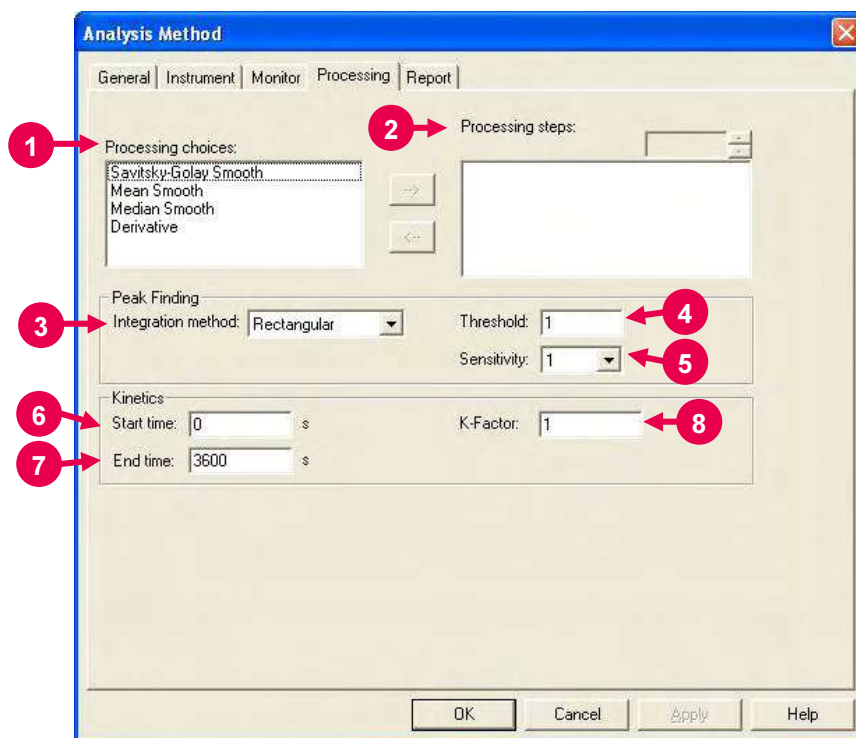 Analysis Method
General Instrument Monitor Processing Report
1 Processing choices:
2 Processing steps:
Savitsky-Golay Smooth
Mean Smooth
Median Smooth
Derivative
-->
<--
Peak Finding
3 Integration method: Rectangular
Threshold: 1 4
Sensitivity: 1 5
Kinetics
6 Start time: 0 s
K-Factor: 1 8
7 End time: 3600 s
OK Cancel Apply Help